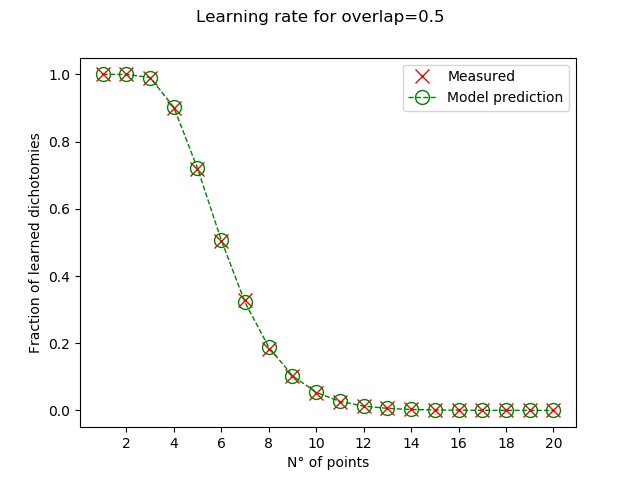 Learning rate for overlap=0.5
Measured
Model prediction
Fraction of learned dichotomies
1.0
0.8
0.6
0.4
0.2
0.0
2 4 6 8 10 12 14 16 18 20
N° of points